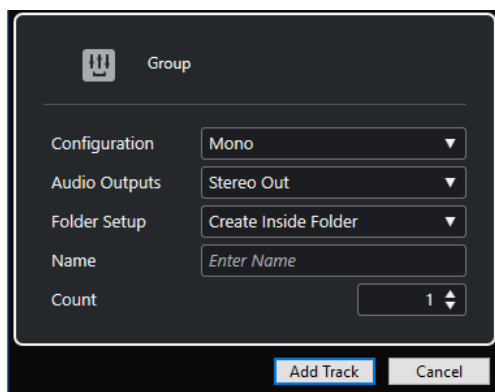 Group
Configuration Mono
Audio Outputs Stereo Out
Folder Setup Create Inside Folder
Name Enter Name
Count 1
Add Track Cancel